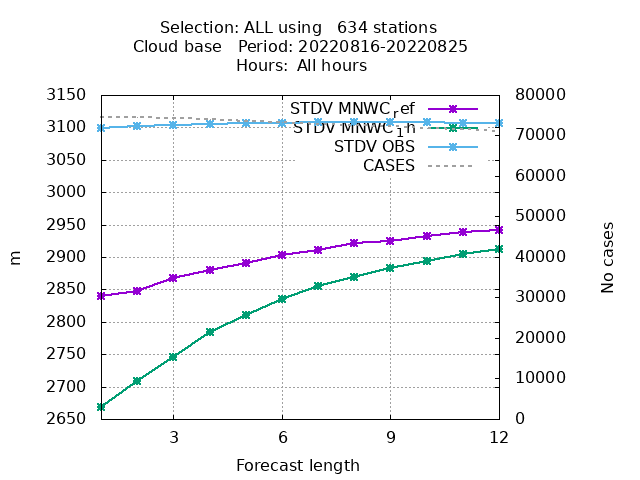 Selection: ALL using 634 stations
Cloud base Period: 20220816-20220825
Hours: All hours
3150
3100
3050
3000
2950
2900
2850
2800
2750
2700
2650
80000
70000
60000
50000
40000
30000
20000
10000
0
STDV MNWC_ref
STDV MNWC_1h
STDV OBS
CASES
m
No cases
3 6 9 12
Forecast length